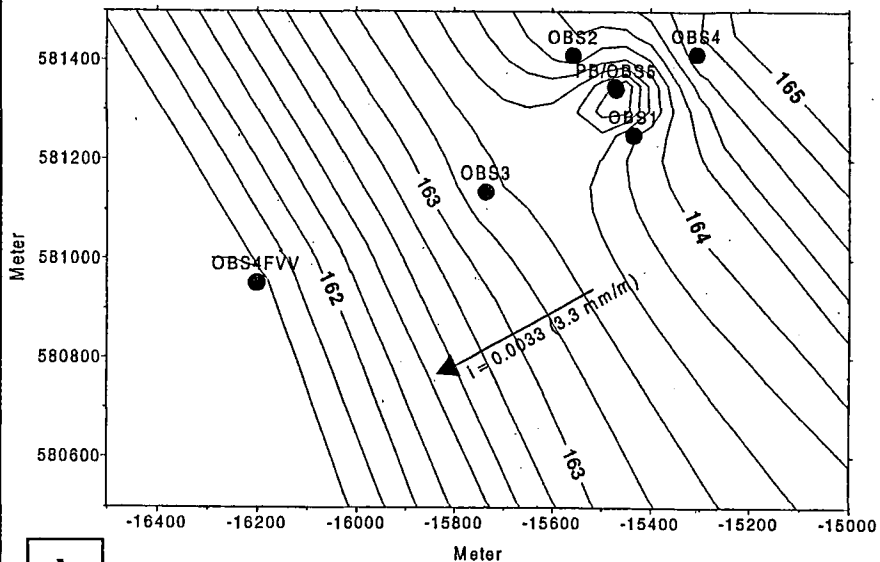 OBS2
OBS4
581400
PB/OBS5
165
OBS1
581200
OBS3
163
164
Meter
581000
OBS4FVV
162
i = 0.0033 (3.3 mm/m)
580800
163
580600
-16400 -16200 -16000 -15800 -15600 -15400 -15200 -15000
Meter